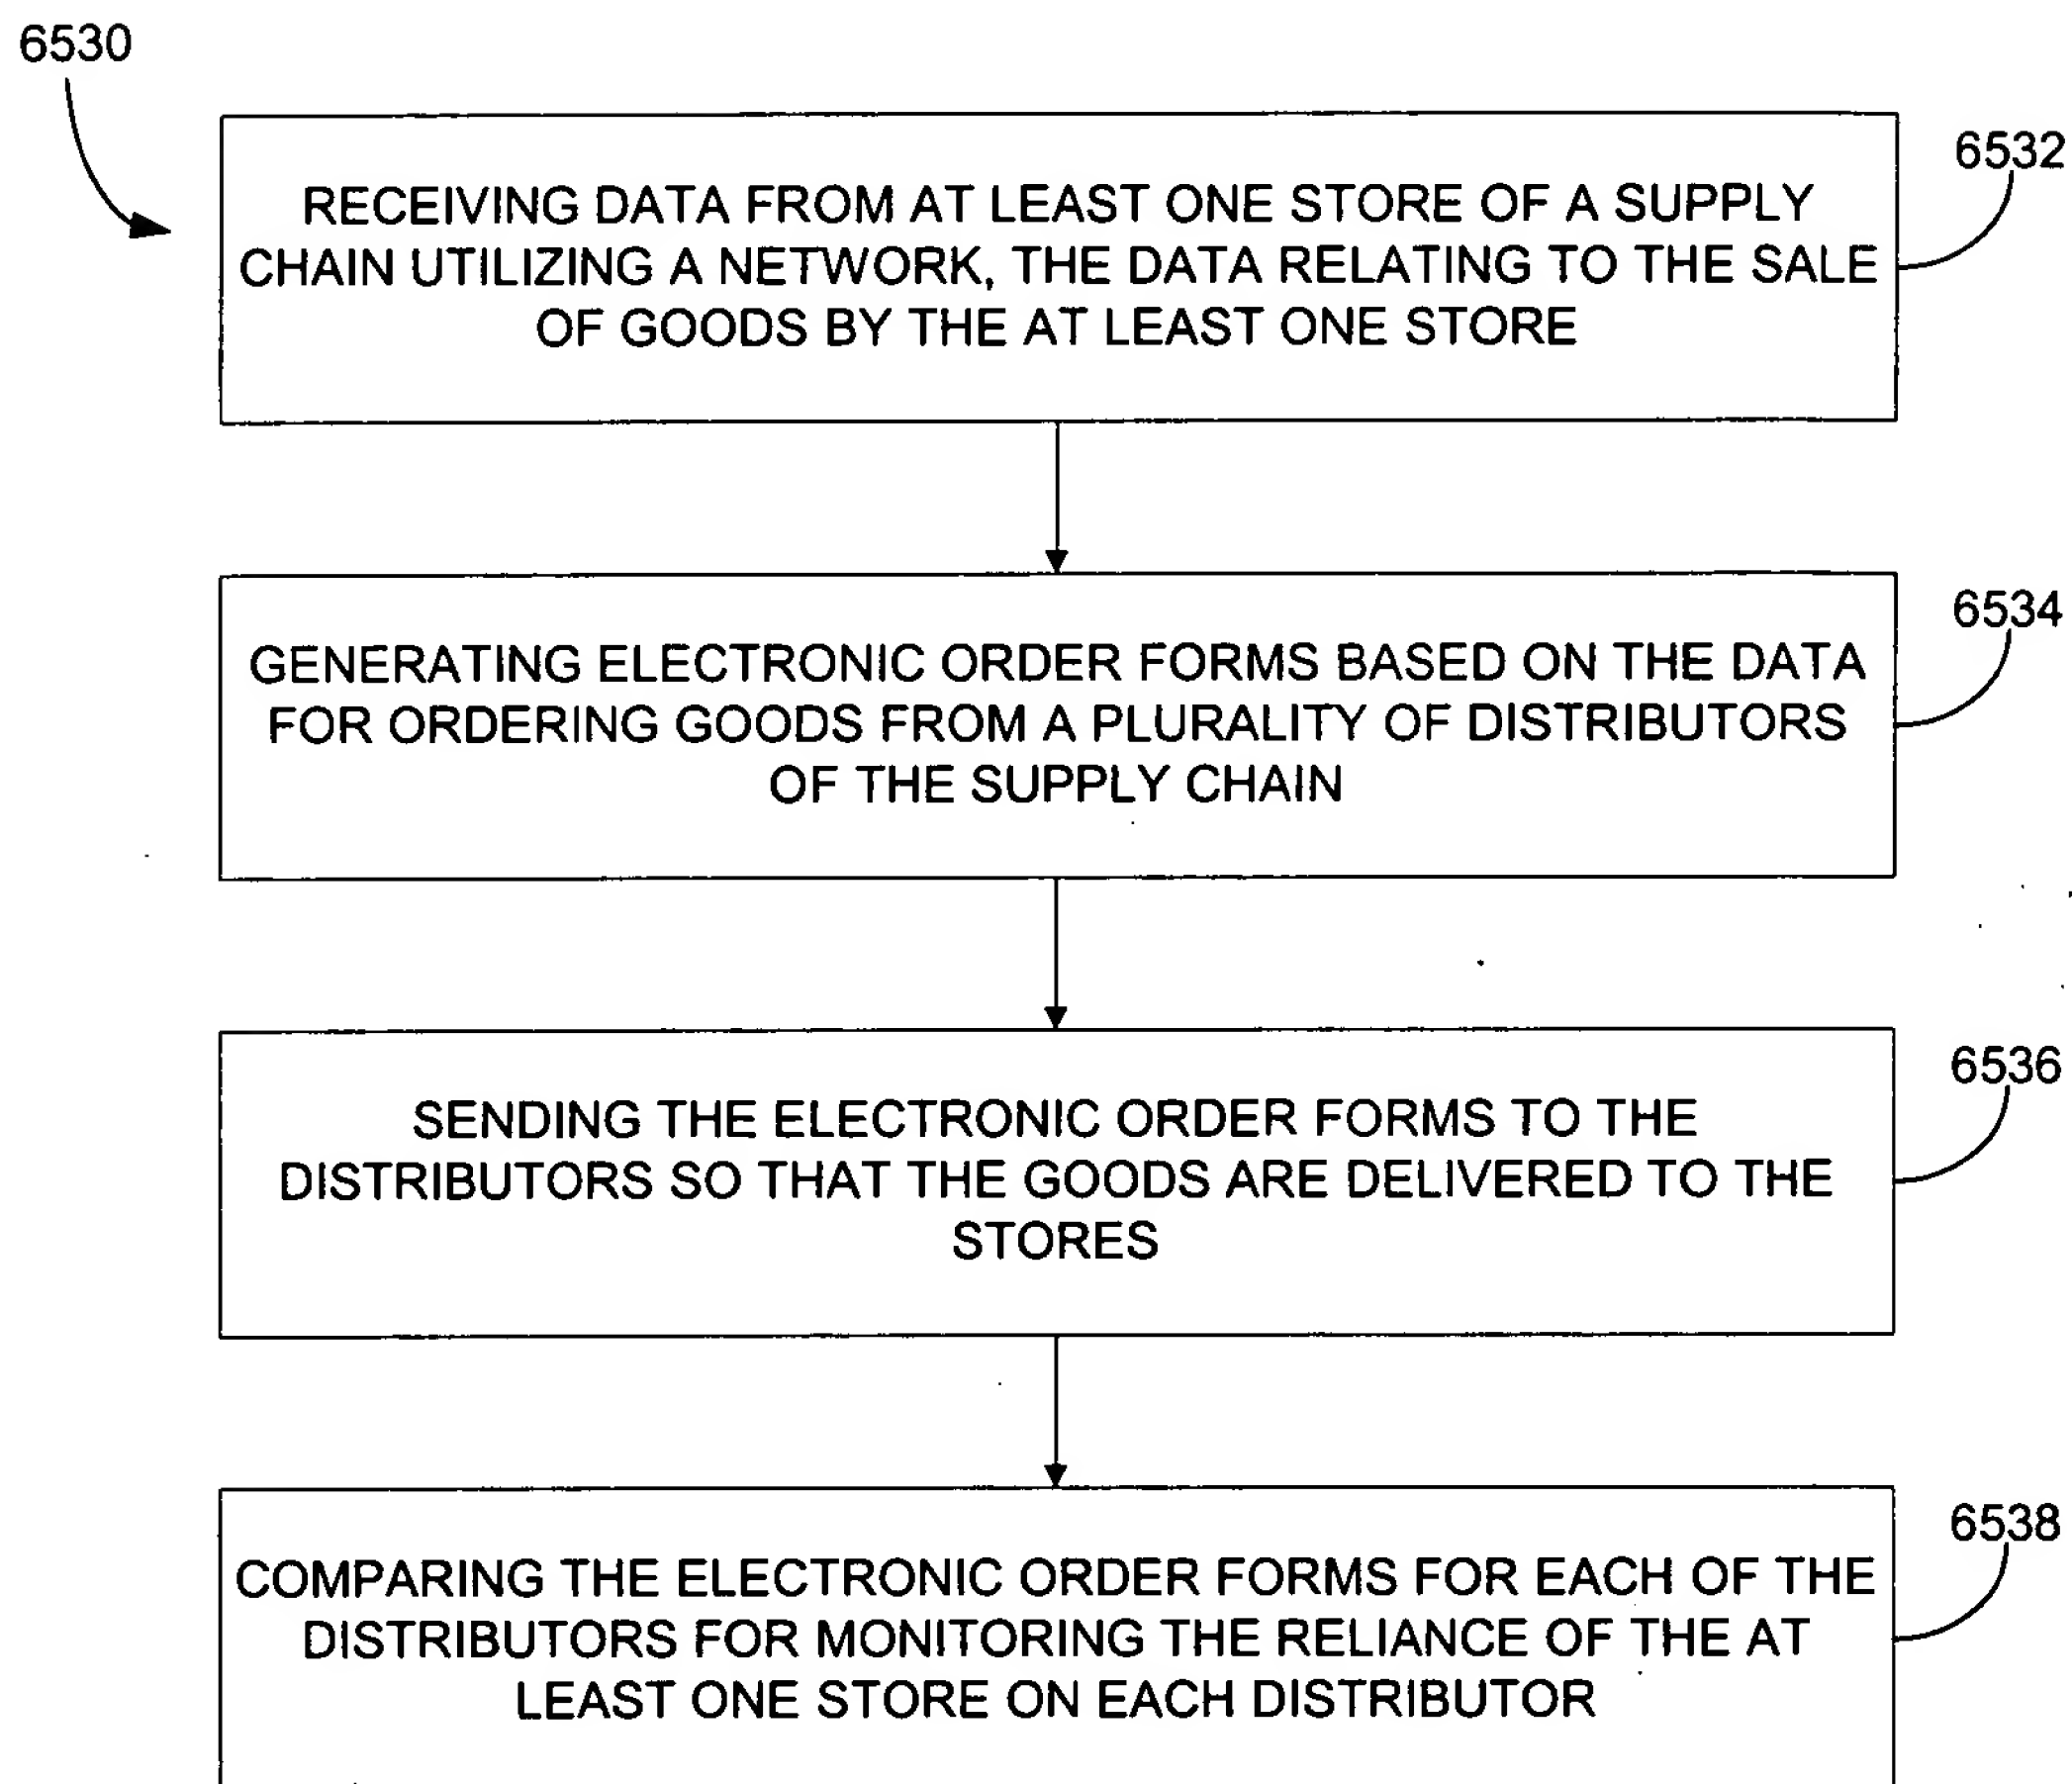 6530
6532
RECEIVING DATA FROM AT LEAST ONE STORE OF A SUPPLY
CHAIN UTILIZING A NETWORK, THE DATA RELATING TO THE SALE
OF GOODS BY THE AT LEAST ONE STORE
6534
GENERATING ELECTRONIC ORDER FORMS BASED ON THE DATA
FOR ORDERING GOODS FROM A PLURALITY OF DISTRIBUTORS
OF THE SUPPLY CHAIN
6536
SENDING THE ELECTRONIC ORDER FORMS TO THE
DISTRIBUTORS SO THAT THE GOODS ARE DELIVERED TO THE
STORES
6538
COMPARING THE ELECTRONIC ORDER FORMS FOR EACH OF THE
DISTRIBUTORS FOR MONITORING THE RELIANCE OF THE AT
LEAST ONE STORE ON EACH DISTRIBUTOR